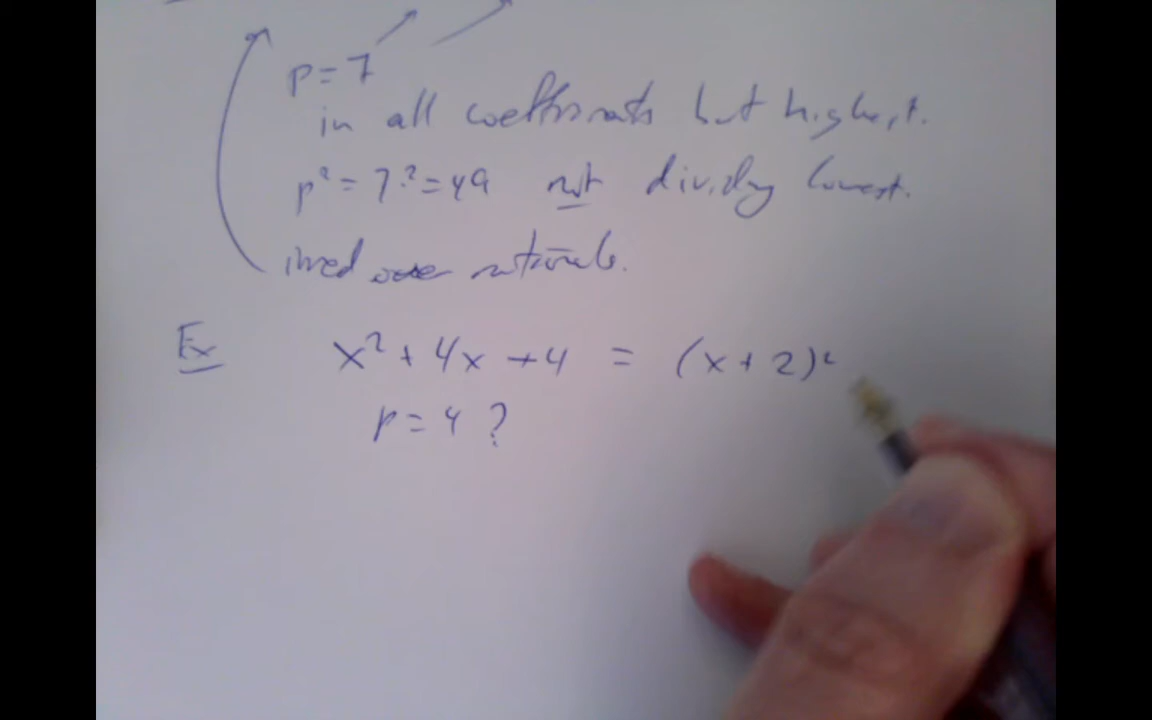 p = 7
in all coefficients but highest.
p² = 7² = 49 not dividing lowest.
irred over rationals.
Ex x² + 4x + 4 = (x + 2)²
p = 4 ?